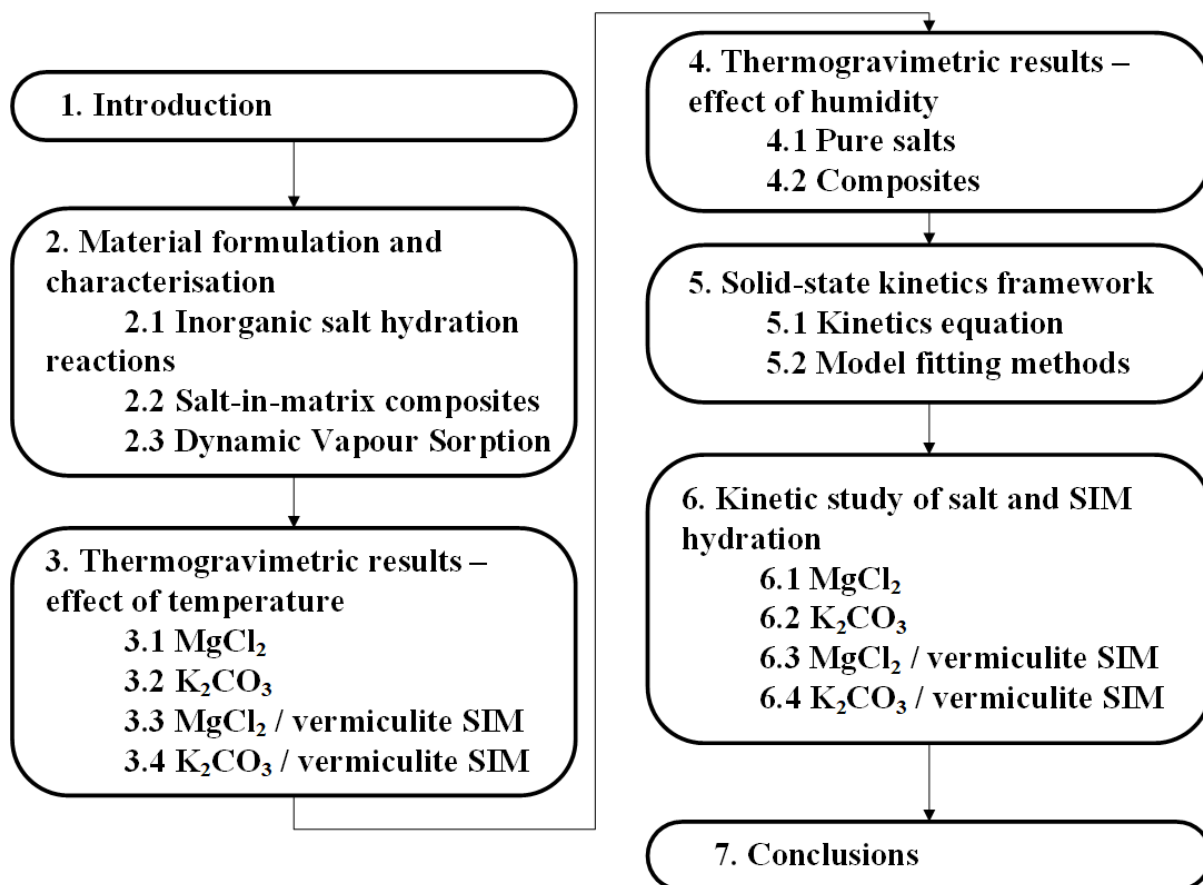 1. Introduction
2. Material formulation and
characterisation
2.1 Inorganic salt hydration
reactions
2.2 Salt-in-matrix composites
2.3 Dynamic Vapour Sorption
3. Thermogravimetric results –
effect of temperature
3.1 MgCl₂
3.2 K₂CO₃
3.3 MgCl₂ / vermiculite SIM
3.4 K₂CO₃ / vermiculite SIM
4. Thermogravimetric results –
effect of humidity
4.1 Pure salts
4.2 Composites
5. Solid-state kinetics framework
5.1 Kinetics equation
5.2 Model fitting methods
6. Kinetic study of salt and SIM
hydration
6.1 MgCl₂
6.2 K₂CO₃
6.3 MgCl₂ / vermiculite SIM
6.4 K₂CO₃ / vermiculite SIM
7. Conclusions